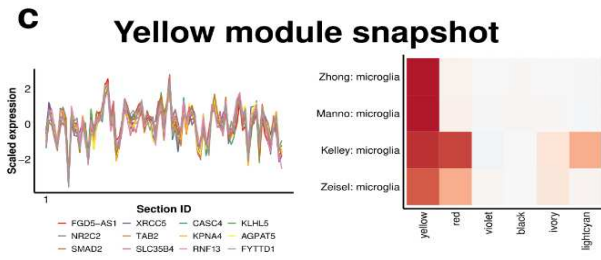 c
Yellow module snapshot
Scaled expression
2
0
−2
1
Section ID
FGD5−AS1 XRCC5 CASC4 KLHL5
NR2C2 TAB2 KPNA4 AGPAT5
SMAD2 SLC35B4 RNF13 FYTTD1
Zhong: microglia
Manno: microglia
Kelley: microglia
Zeisel: microglia
yellow
red
violet
black
ivory
lightcyan